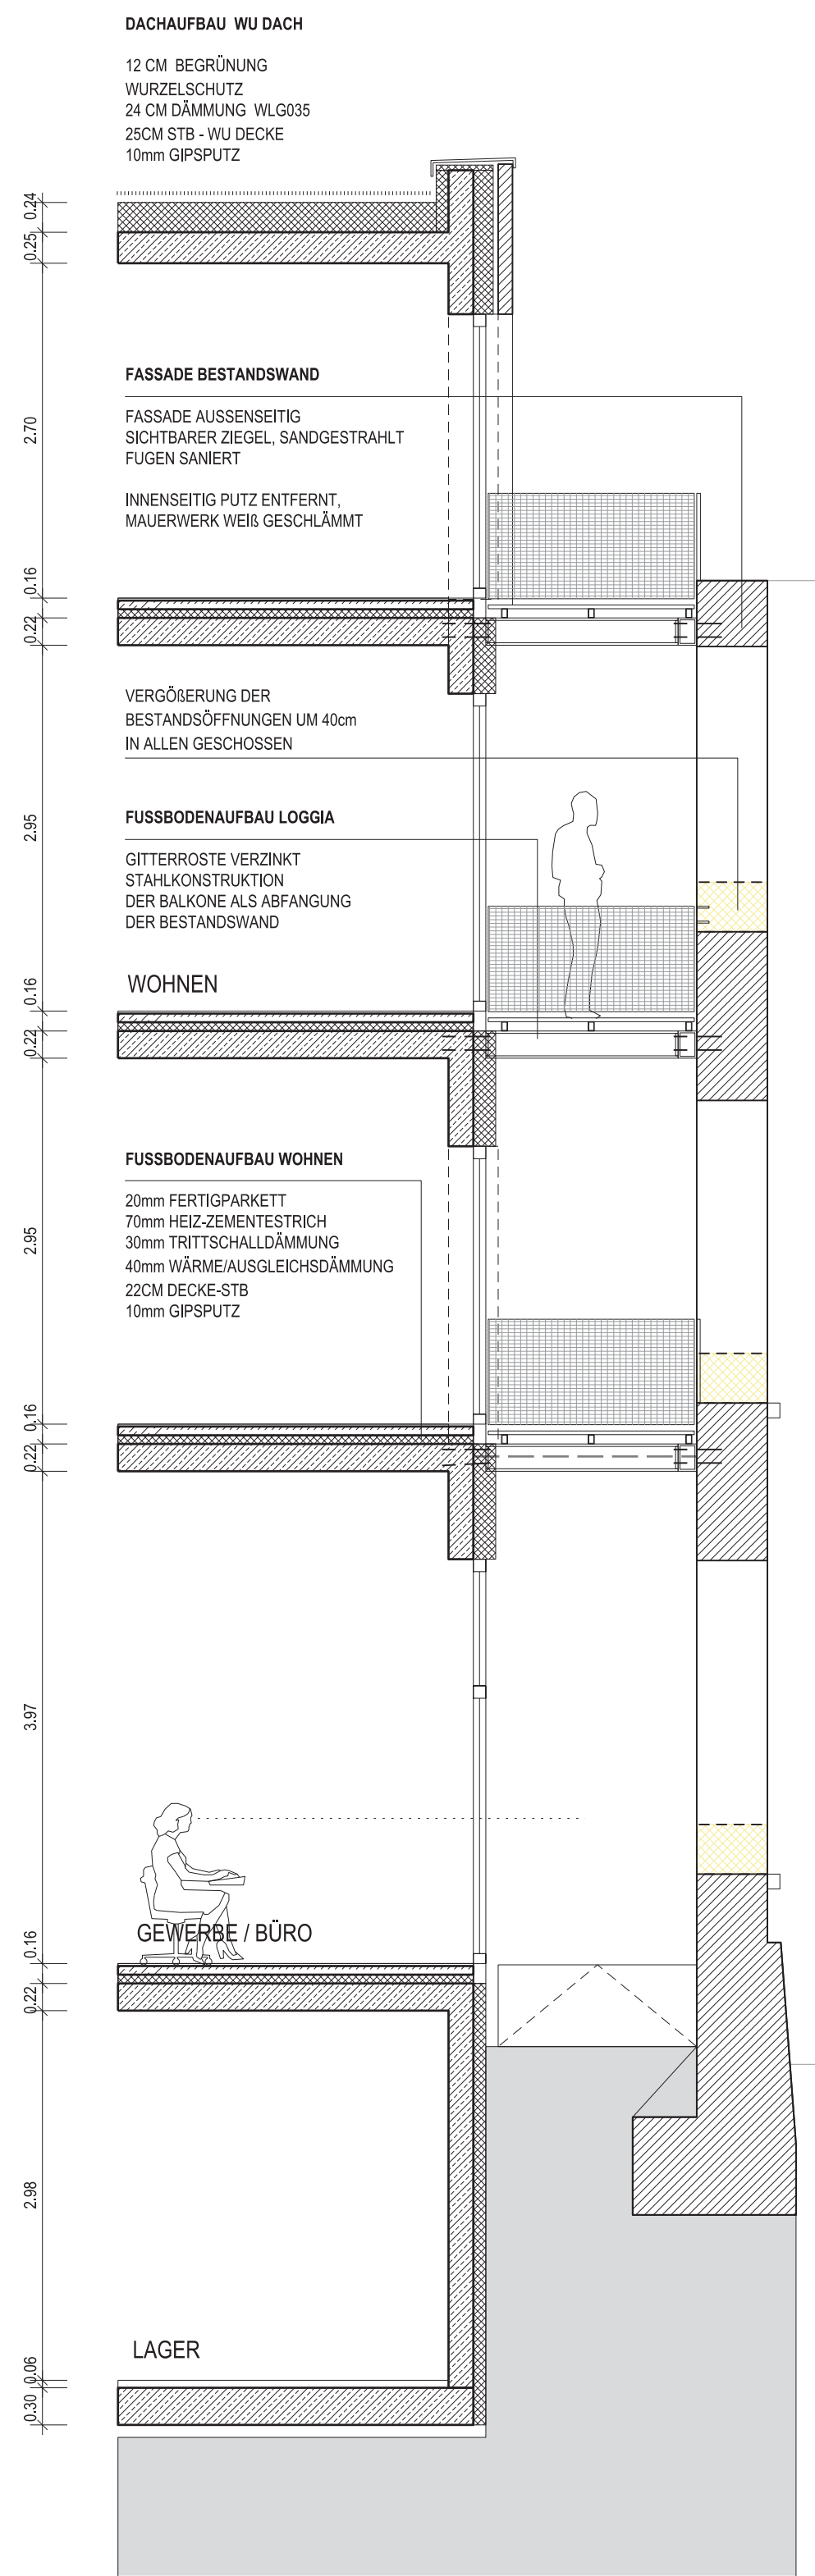 DACHAUFBAU WU DACH
12 CM BEGRÜNUNG
WURZELSCHUTZ
24 CM DÄMMUNG WLG035
25CM STB - WU DECKE
10mm GIPSPUTZ
0.24
0.25
2.70
FASSADE BESTANDSWAND
FASSADE AUSSENSEITIG
SICHTBARER ZIEGEL, SANDGESTRAHLT
FUGEN SANIERT
INNENSEITIG PUTZ ENTFERNT,
MAUERWERK WEIß GESCHLÄMMT
0.16
0.22
VERGÖßERUNG DER
BESTANDSÖFFNUNGEN UM 40cm
IN ALLEN GESCHOSSEN
2.95
FUSSBODENAUFBAU LOGGIA
GITTERROSTE VERZINKT
STAHLKONSTRUKTION
DER BALKONE ALS ABFANGUNG
DER BESTANDSWAND
WOHNEN
0.16
0.22
FUSSBODENAUFBAU WOHNEN
20mm FERTIGPARKETT
70mm HEIZ-ZEMENTESTRICH
30mm TRITTSCHALLDÄMMUNG
40mm WÄRME/AUSGLEICHSDÄMMUNG
22CM DECKE-STB
10mm GIPSPUTZ
2.95
0.16
0.22
3.97
GEWERBE / BÜRO
0.16
0.22
2.98
LAGER
0.06
0.30